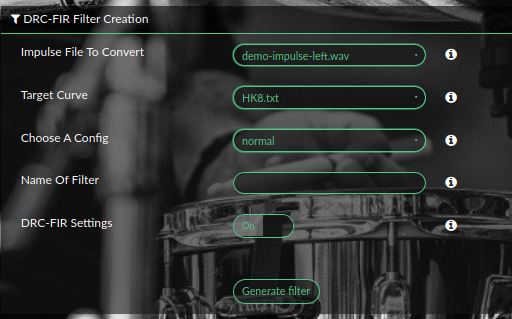 DRC-FIR Filter Creation
Impulse File To Convert
demo-impulse-left.wav
Target Curve
HK8.txt
Choose A Config
normal
Name Of Filter
DRC-FIR Settings
On
Generate filter